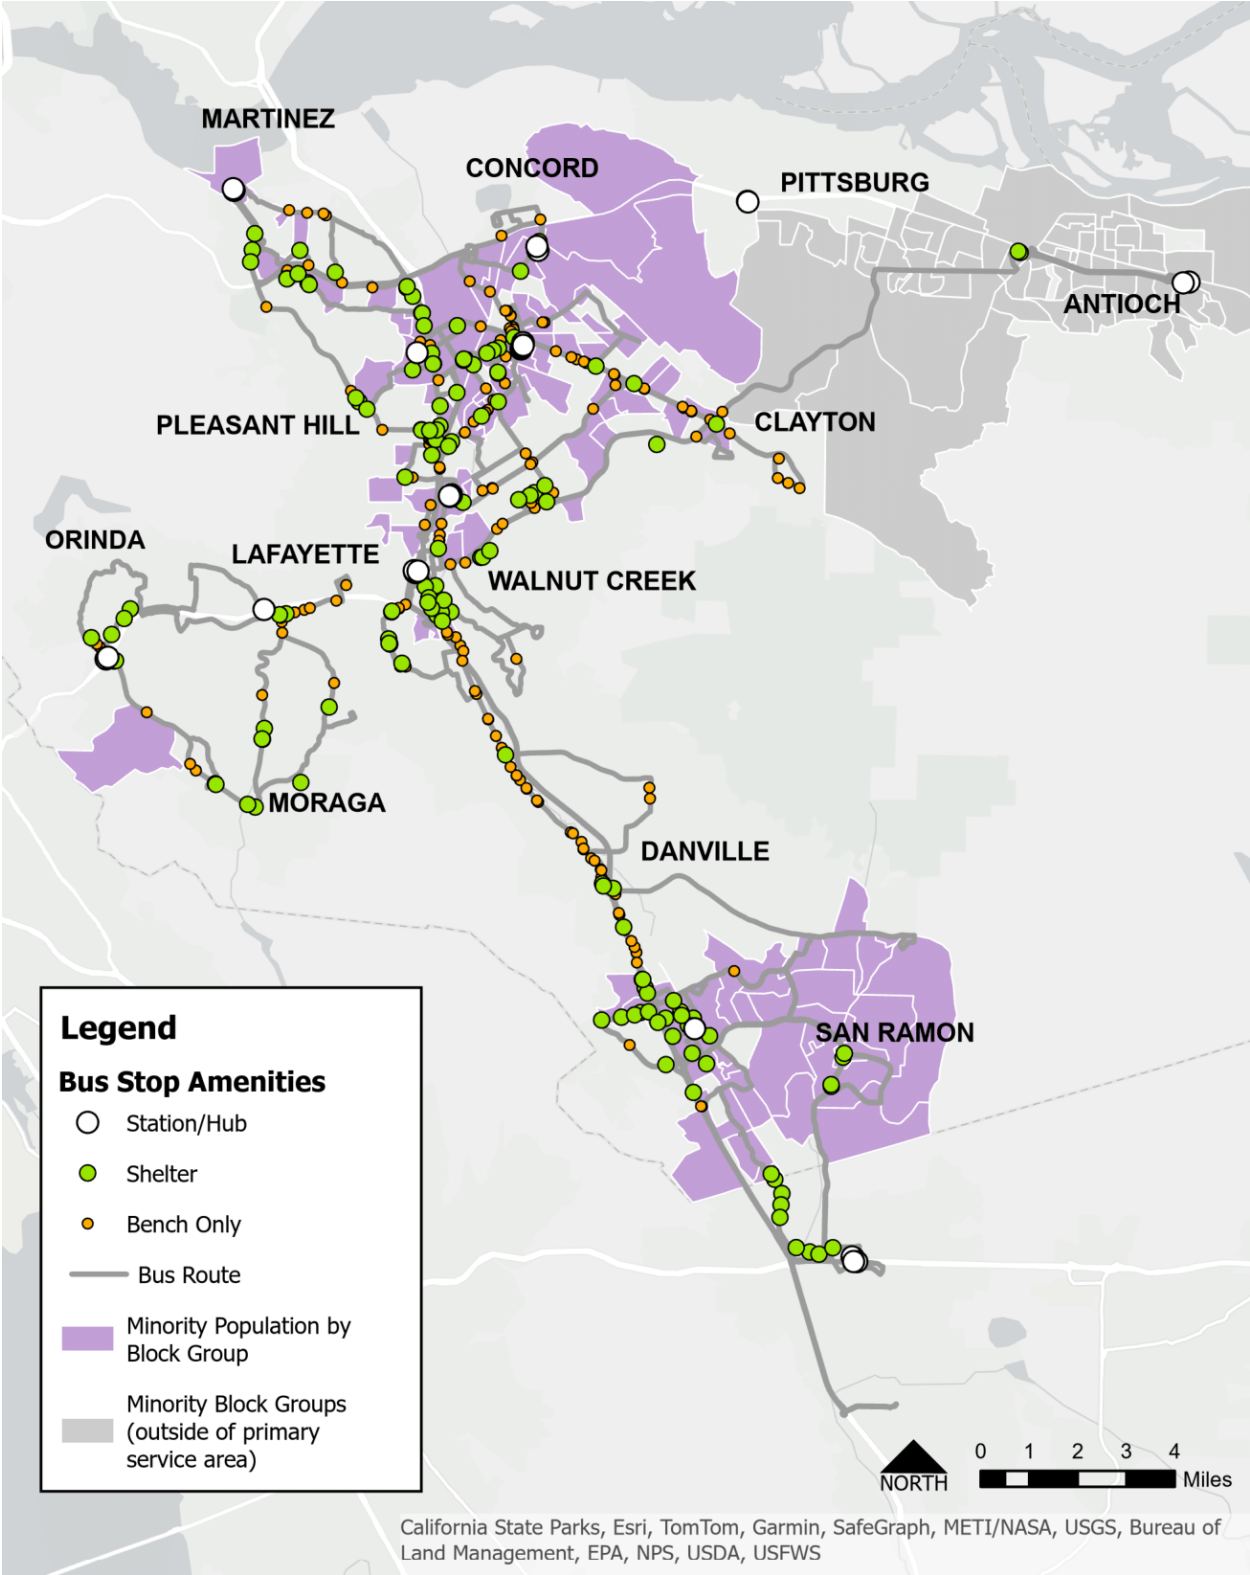 MARTINEZ
CONCORD
PITTSBURG
ANTIOCH
PLEASANT HILL
CLAYTON
ORINDA
LAFAYETTE
WALNUT CREEK
MORAGA
DANVILLE
SAN RAMON
Legend
Bus Stop Amenities
Station/Hub
Shelter
Bench Only
Bus Route
Minority Population by
Block Group
Minority Block Groups
(outside of primary
service area)
NORTH
0 1 2 3 4
Miles
California State Parks, Esri, TomTom, Garmin, SafeGraph, METI/NASA, USGS, Bureau of
Land Management, EPA, NPS, USDA, USFWS